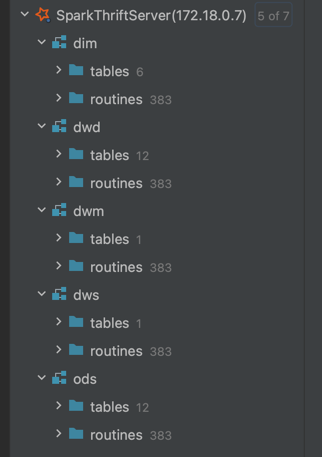 SparkThriftServer(172.18.0.7) 5 of 7
dim
tables 6
routines 383
dwd
tables 12
routines 383
dwm
tables 1
routines 383
dws
tables 1
routines 383
ods
tables 12
routines 383